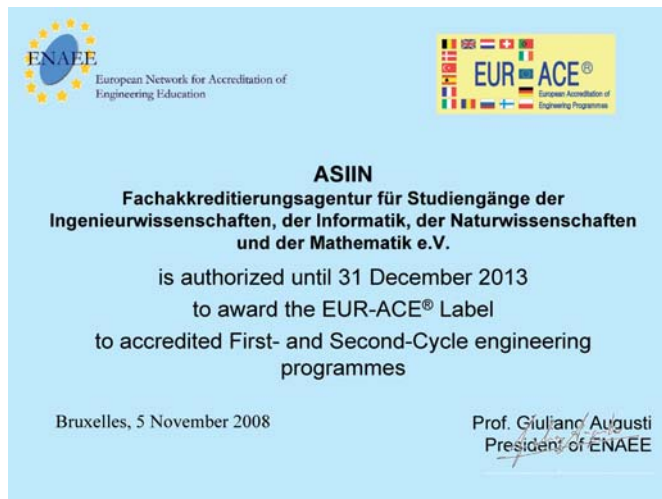 ENAEE
European Network for Accreditation of
Engineering Education
EUR ACE®
European Accreditation of
Engineering Programmes
ASIIN
Fachakkreditierungsagentur für Studiengänge der
Ingenieurwissenschaften, der Informatik, der Naturwissenschaften
und der Mathematik e.V.
is authorized until 31 December 2013
to award the EUR-ACE® Label
to accredited First- and Second-Cycle engineering
programmes
Bruxelles, 5 November 2008
Prof. Giuliano Augusti
President of ENAEE